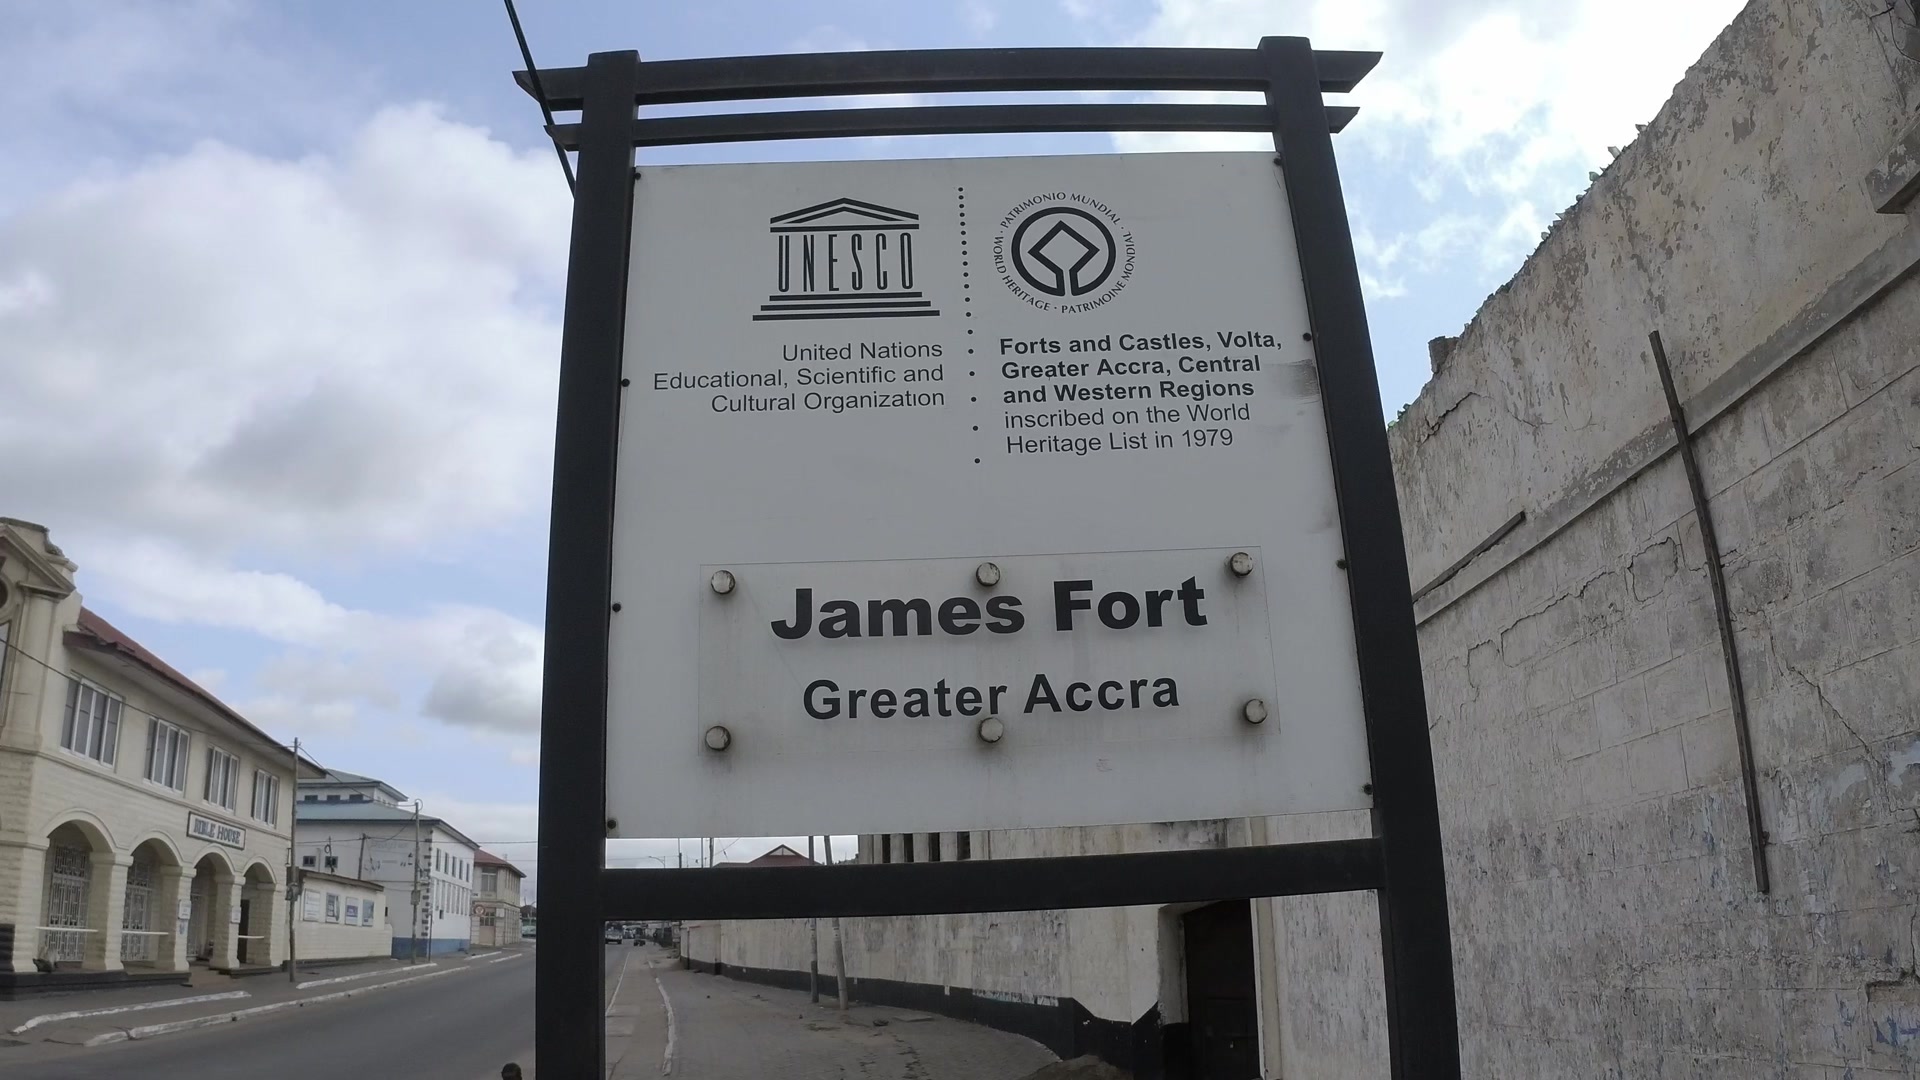 UNESCO
United Nations
Educational, Scientific and
Cultural Organization
· PATRIMONIO MUNDIAL · WORLD HERITAGE · PATRIMOINE MONDIAL
Forts and Castles, Volta,
Greater Accra, Central
and Western Regions
inscribed on the World
Heritage List in 1979
James Fort
Greater Accra
BIBLE HOUSE